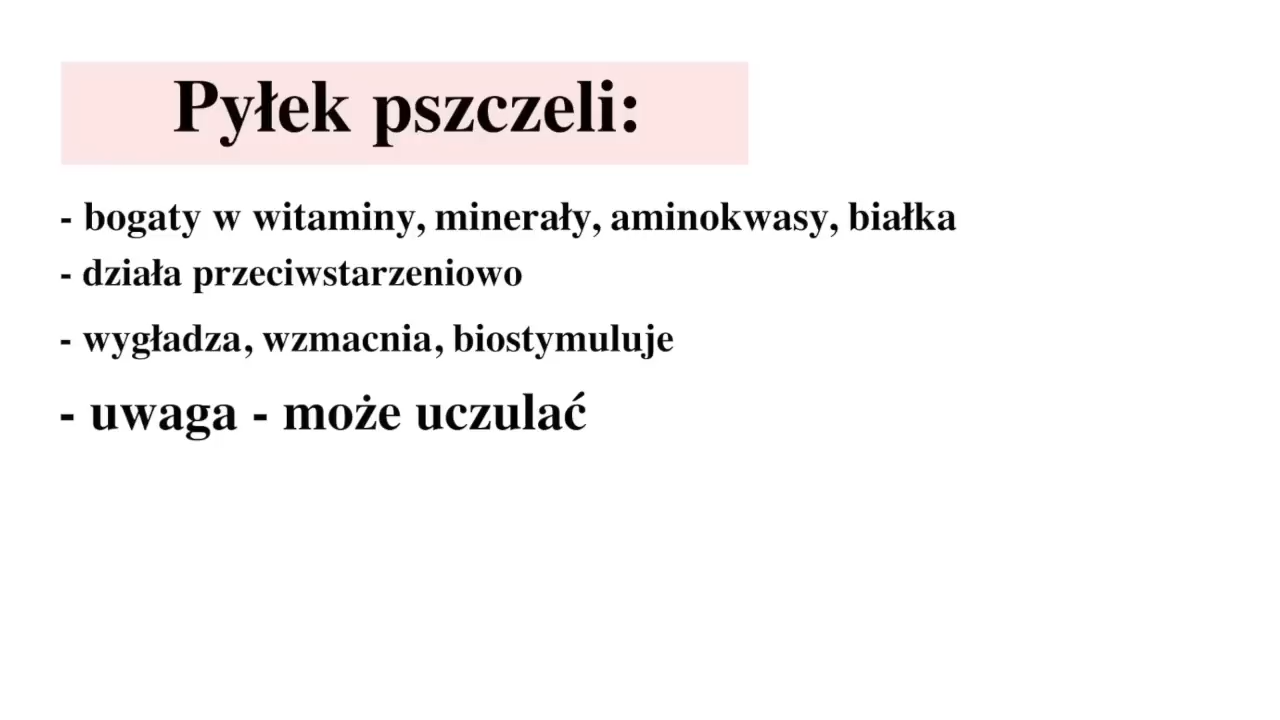 Pyłek pszczeli:
- bogaty w witaminy, minerały, aminokwasy, białka
- działa przeciwstarzeniowo
- wygładza, wzmacnia, biostymuluje
- uwaga - może uczulać